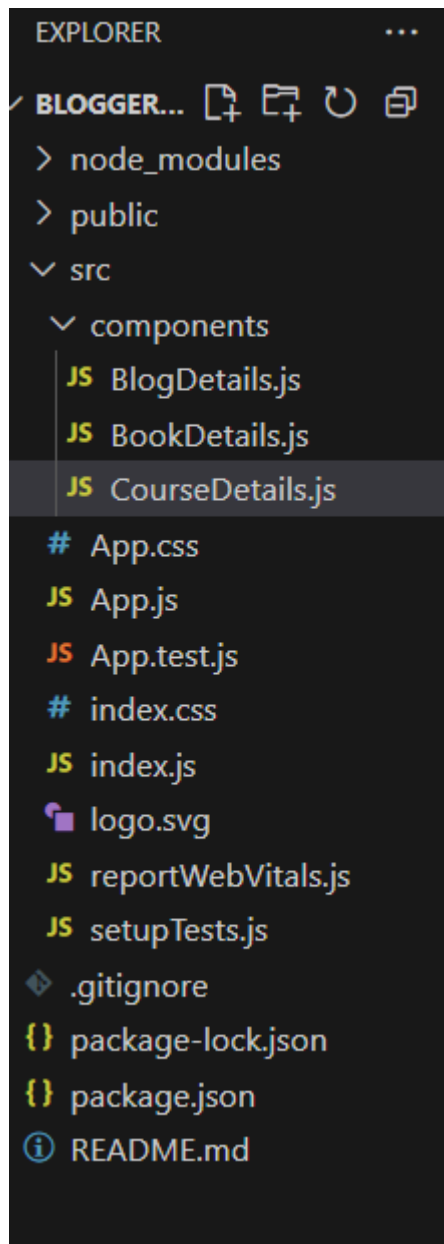 EXPLORER ...
BLOGGER...
node_modules
public
src
components
JS BlogDetails.js
JS BookDetails.js
JS CourseDetails.js
# App.css
JS App.js
JS App.test.js
# index.css
JS index.js
logo.svg
JS reportWebVitals.js
JS setupTests.js
.gitignore
{} package-lock.json
{} package.json
README.md